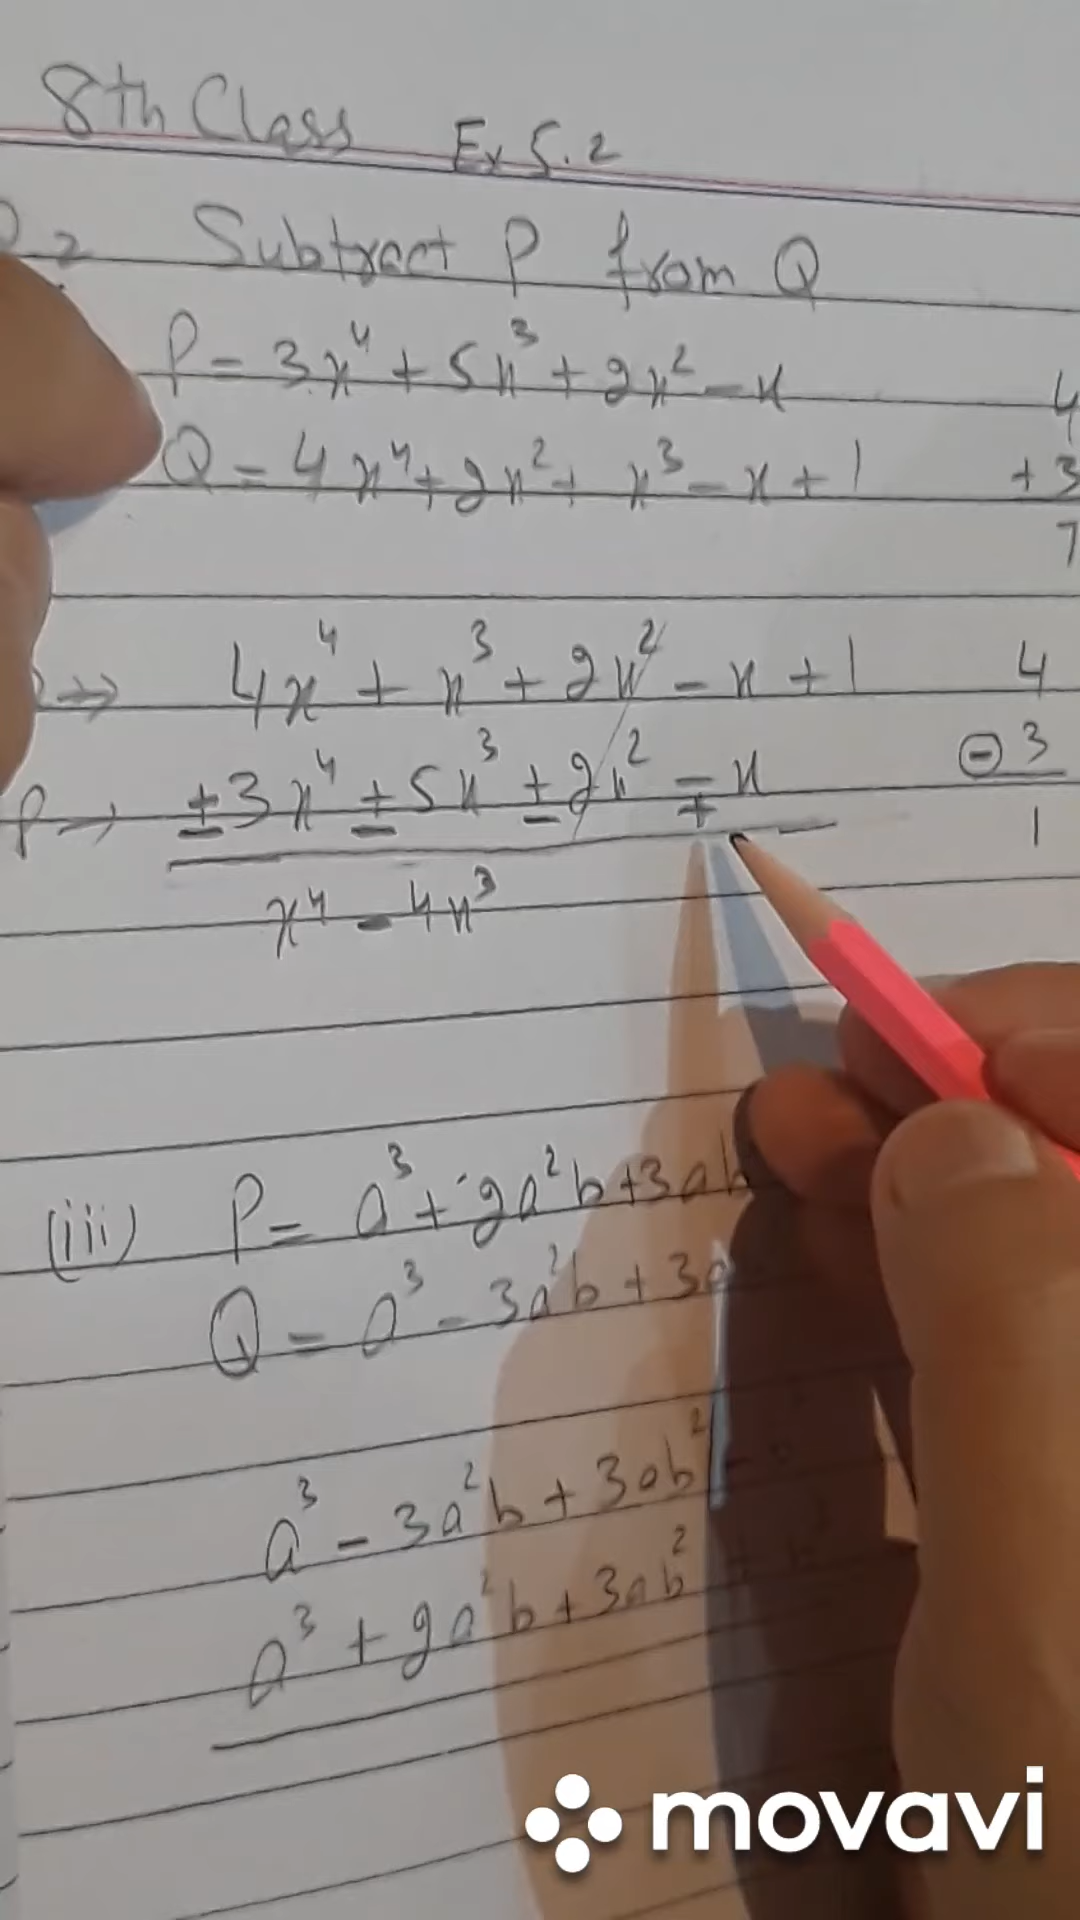 8th Class Ex 5.2
2 Subtract P from Q
P = 3x⁴ + 5x³ + 2x² - x
4
Q = 4x⁴ + 2x² + x³ - x + 1
+ 3
7
→ 4x⁴ + x³ + 2x² - x + 1
4
P → ± 3x⁴ ± 5x³ ± 2x² ∓ x
⊖ 3
x⁴ - 4x³
1
(iii) P = a³ + 2a²b + 3ab
Q = a³ - 3a²b + 3a
a³ - 3a²b + 3ab²
a³ + 2a²b + 3ab² +
movavi